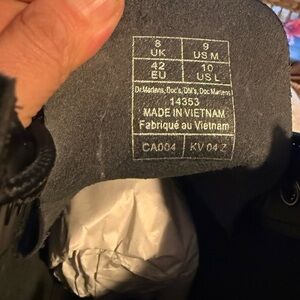 8 UK 9 US M
42 EU 10 US L
Dr.Martens, Doc's, DM's, Doc Martens
14353
MADE IN VIETNAM
Fabriqué au Vietnam
CA004 KV 04 Z